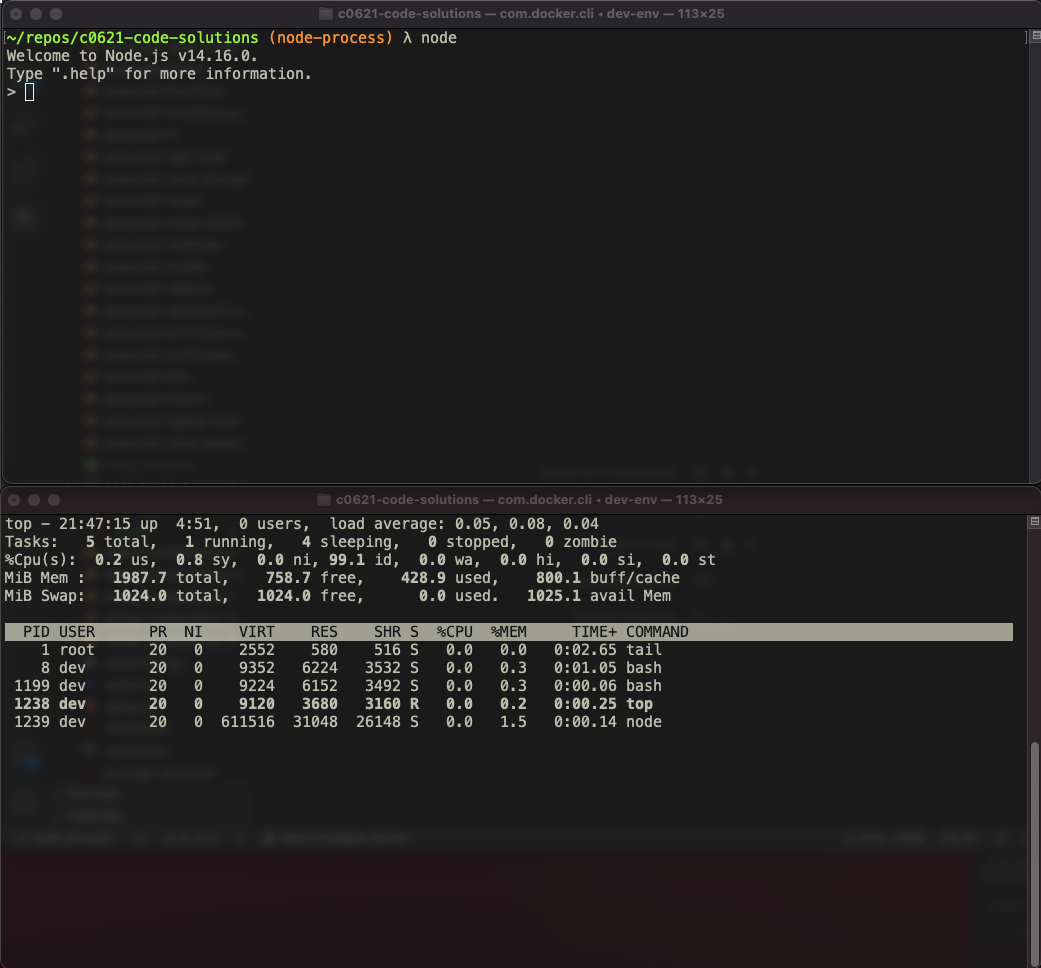 c0621-code-solutions — com.docker.cli • dev-env — 113×25
[~/repos/c0621-code-solutions (node-process) λ node ]
Welcome to Node.js v14.16.0.
Type ".help" for more information.
>
c0621-code-solutions — com.docker.cli • dev-env — 113×25
top - 21:47:15 up  4:51,  0 users,  load average: 0.05, 0.08, 0.04
Tasks:   5 total,   1 running,   4 sleeping,   0 stopped,   0 zombie
%Cpu(s):  0.2 us,  0.8 sy,  0.0 ni, 99.1 id,  0.0 wa,  0.0 hi,  0.0 si,  0.0 st
MiB Mem :   1987.7 total,    758.7 free,    428.9 used,    800.1 buff/cache
MiB Swap:   1024.0 total,   1024.0 free,      0.0 used.   1025.1 avail Mem
  PID USER      PR  NI    VIRT    RES    SHR S  %CPU  %MEM     TIME+ COMMAND
    1 root      20   0    2552    580    516 S   0.0   0.0   0:02.65 tail
    8 dev       20   0    9352   6224   3532 S   0.0   0.3   0:01.05 bash
 1199 dev       20   0    9224   6152   3492 S   0.0   0.3   0:00.06 bash
 1238 dev       20   0    9120   3680   3160 R   0.0   0.2   0:00.25 top
 1239 dev       20   0  611516  31048  26148 S   0.0   1.5   0:00.14 node